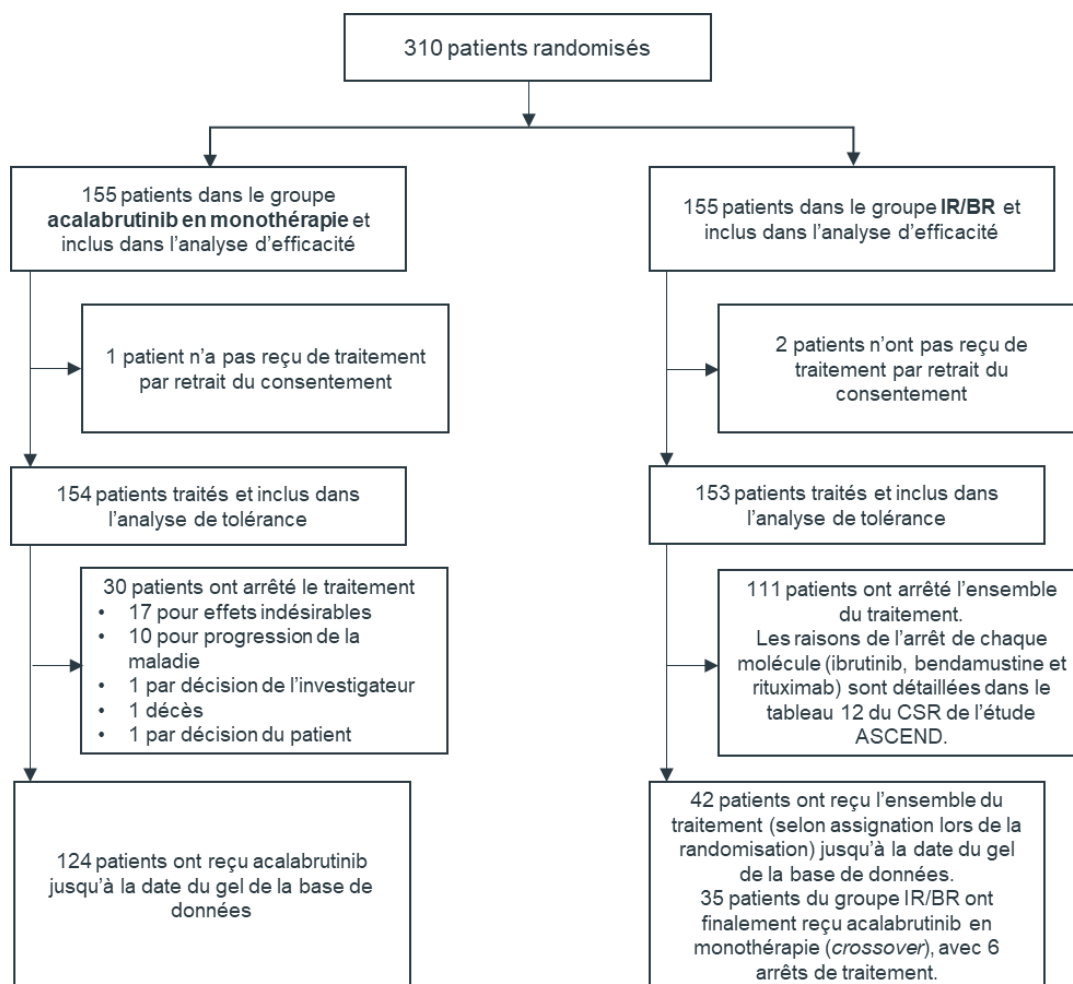 310 patients randomisés
155 patients dans le groupe
acalabrutinib en monothérapie et
inclus dans l'analyse d'efficacité
155 patients dans le groupe IR/BR et
inclus dans l'analyse d'efficacité
1 patient n'a pas reçu de traitement
par retrait du consentement
2 patients n'ont pas reçu de
traitement par retrait du
consentement
154 patients traités et inclus dans
l'analyse de tolérance
153 patients traités et inclus dans
l'analyse de tolérance
30 patients ont arrêté le traitement
• 17 pour effets indésirables
• 10 pour progression de la
maladie
• 1 par décision de l'investigateur
• 1 décès
• 1 par décision du patient
111 patients ont arrêté l'ensemble
du traitement.
Les raisons de l'arrêt de chaque
molécule (ibrutinib, bendamustine et
rituximab) sont détaillées dans le
tableau 12 du CSR de l'étude
ASCEND.
124 patients ont reçu acalabrutinib
jusqu'à la date du gel de la base de
données
42 patients ont reçu l'ensemble du
traitement (selon assignation lors de la
randomisation) jusqu'à la date du gel
de la base de données.
35 patients du groupe IR/BR ont
finalement reçu acalabrutinib en
monothérapie (crossover), avec 6
arrêts de traitement.